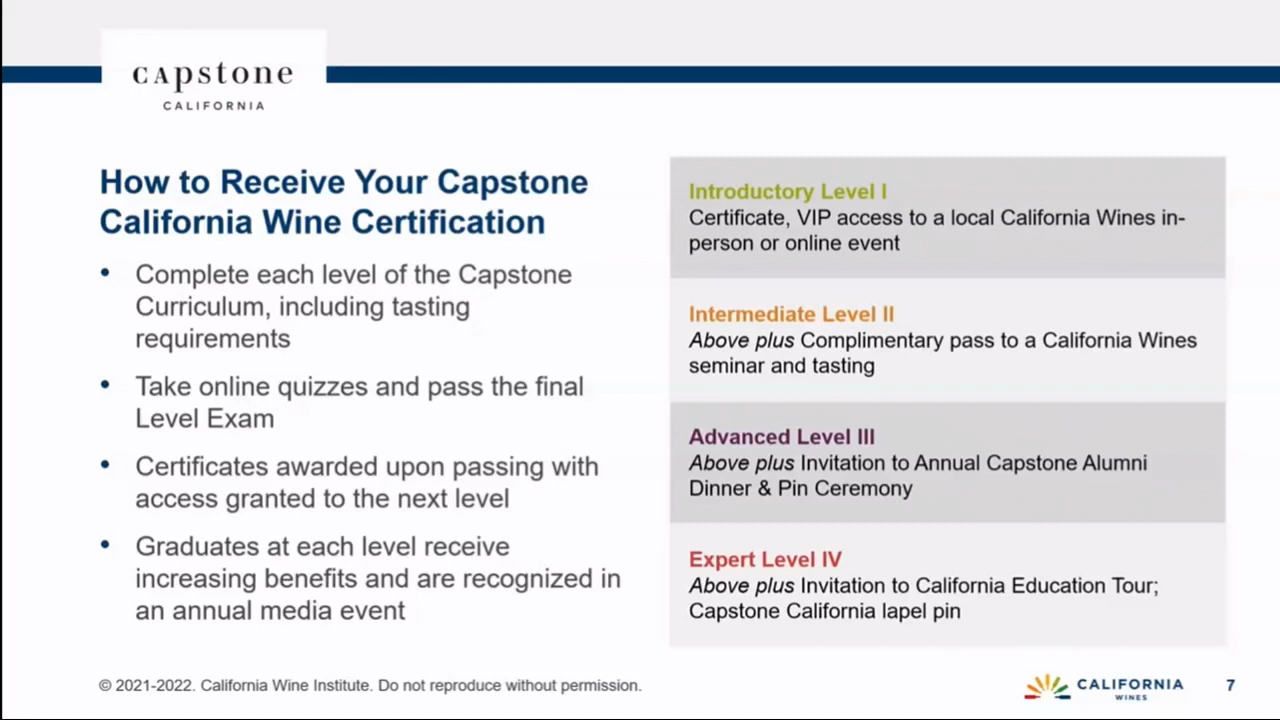 CAPSTONE
CALIFORNIA
How to Receive Your Capstone
California Wine Certification
• Complete each level of the Capstone
Curriculum, including tasting
requirements
• Take online quizzes and pass the final
Level Exam
• Certificates awarded upon passing with
access granted to the next level
• Graduates at each level receive
increasing benefits and are recognized in
an annual media event
Introductory Level I
Certificate, VIP access to a local California Wines in-
person or online event
Intermediate Level II
Above plus Complimentary pass to a California Wines
seminar and tasting
Advanced Level III
Above plus Invitation to Annual Capstone Alumni
Dinner & Pin Ceremony
Expert Level IV
Above plus Invitation to California Education Tour;
Capstone California lapel pin
© 2021-2022. California Wine Institute. Do not reproduce without permission.
CALIFORNIA
WINES
7